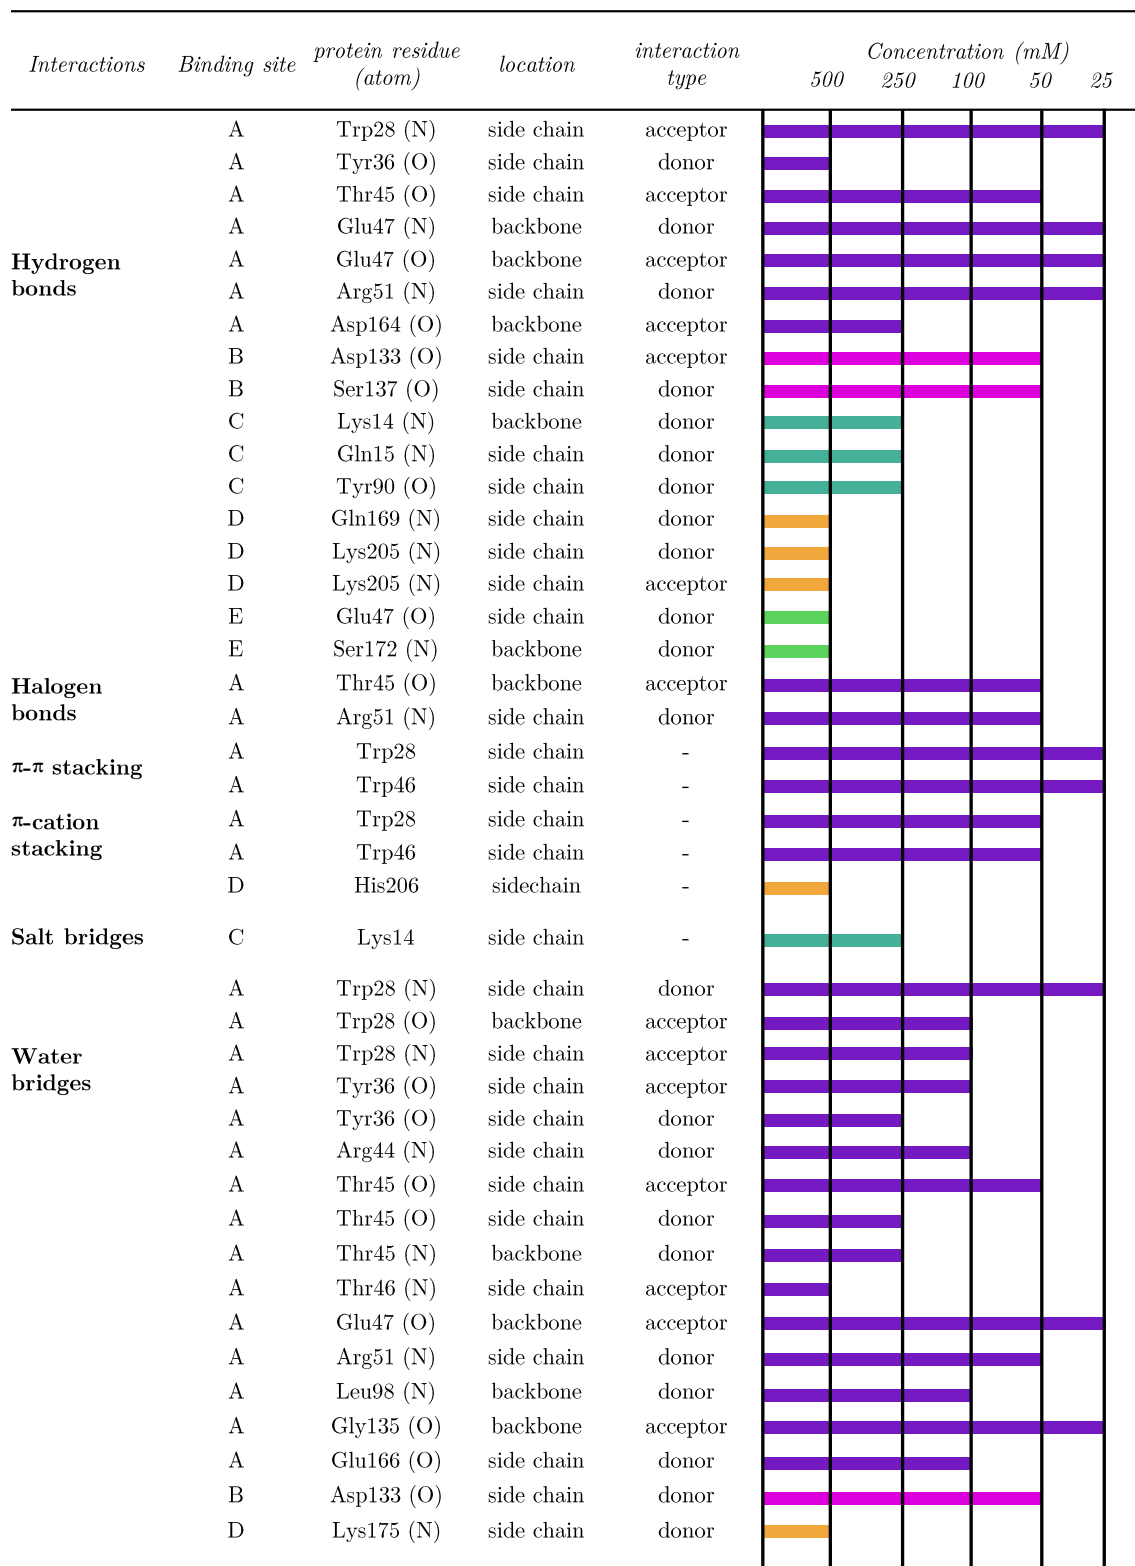 Interactions Binding site protein residue (atom) location interaction type Concentration (mM)
500 250 100 50 25
Hydrogen bonds
A Trp28 (N) side chain acceptor
A Tyr36 (O) side chain donor
A Thr45 (O) side chain acceptor
A Glu47 (N) backbone donor
A Glu47 (O) backbone acceptor
A Arg51 (N) side chain donor
A Asp164 (O) backbone acceptor
B Asp133 (O) side chain acceptor
B Ser137 (O) side chain donor
C Lys14 (N) backbone donor
C Gln15 (N) side chain donor
C Tyr90 (O) side chain donor
D Gln169 (N) side chain donor
D Lys205 (N) side chain donor
D Lys205 (N) side chain acceptor
E Glu47 (O) side chain donor
E Ser172 (N) backbone donor
Halogen bonds
A Thr45 (O) backbone acceptor
A Arg51 (N) side chain donor
π-π stacking
A Trp28 side chain -
A Trp46 side chain -
π-cation stacking
A Trp28 side chain -
A Trp46 side chain -
D His206 sidechain -
Salt bridges C Lys14 side chain -
Water bridges
A Trp28 (N) side chain donor
A Trp28 (O) backbone acceptor
A Trp28 (N) side chain acceptor
A Tyr36 (O) side chain acceptor
A Tyr36 (O) side chain donor
A Arg44 (N) side chain donor
A Thr45 (O) side chain acceptor
A Thr45 (O) side chain donor
A Thr45 (N) backbone donor
A Thr46 (N) side chain acceptor
A Glu47 (O) backbone acceptor
A Arg51 (N) side chain donor
A Leu98 (N) backbone donor
A Gly135 (O) backbone acceptor
A Glu166 (O) side chain donor
B Asp133 (O) side chain donor
D Lys175 (N) side chain donor